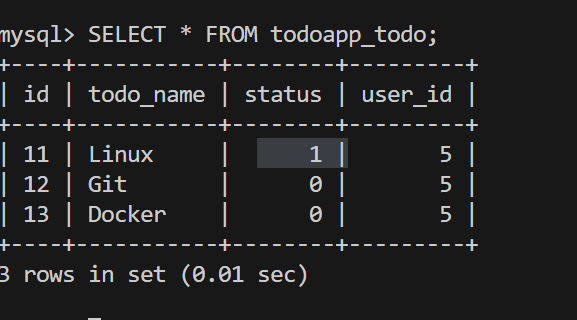 mysql> SELECT * FROM todoapp_todo;
+----+-----------+--------+---------+
| id | todo_name | status | user_id |
+----+-----------+--------+---------+
| 11 | Linux     |      1 |       5 |
| 12 | Git       |      0 |       5 |
| 13 | Docker    |      0 |       5 |
+----+-----------+--------+---------+
3 rows in set (0.01 sec)